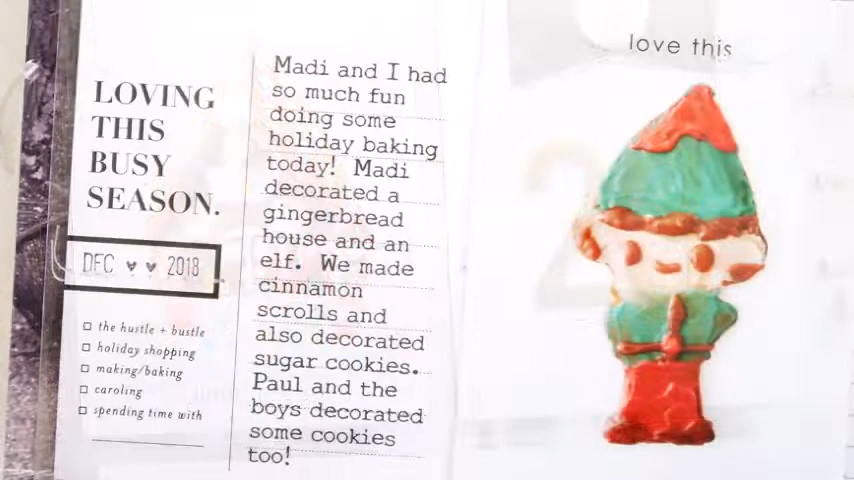 LOVING
THIS
BUSY
SEASON.
DEC ♥ ♥ 2018
☐ the hustle + bustle
☐ holiday shopping
☐ making/baking
☐ caroling
☐ spending time with
Madi and I had
so much fun
doing some
holiday baking
today! Madi
decorated a
gingerbread
house and an
elf. We made
cinnamon
scrolls and
also decorated
sugar cookies.
Paul and the
boys decorated
some cookies
too!
love this